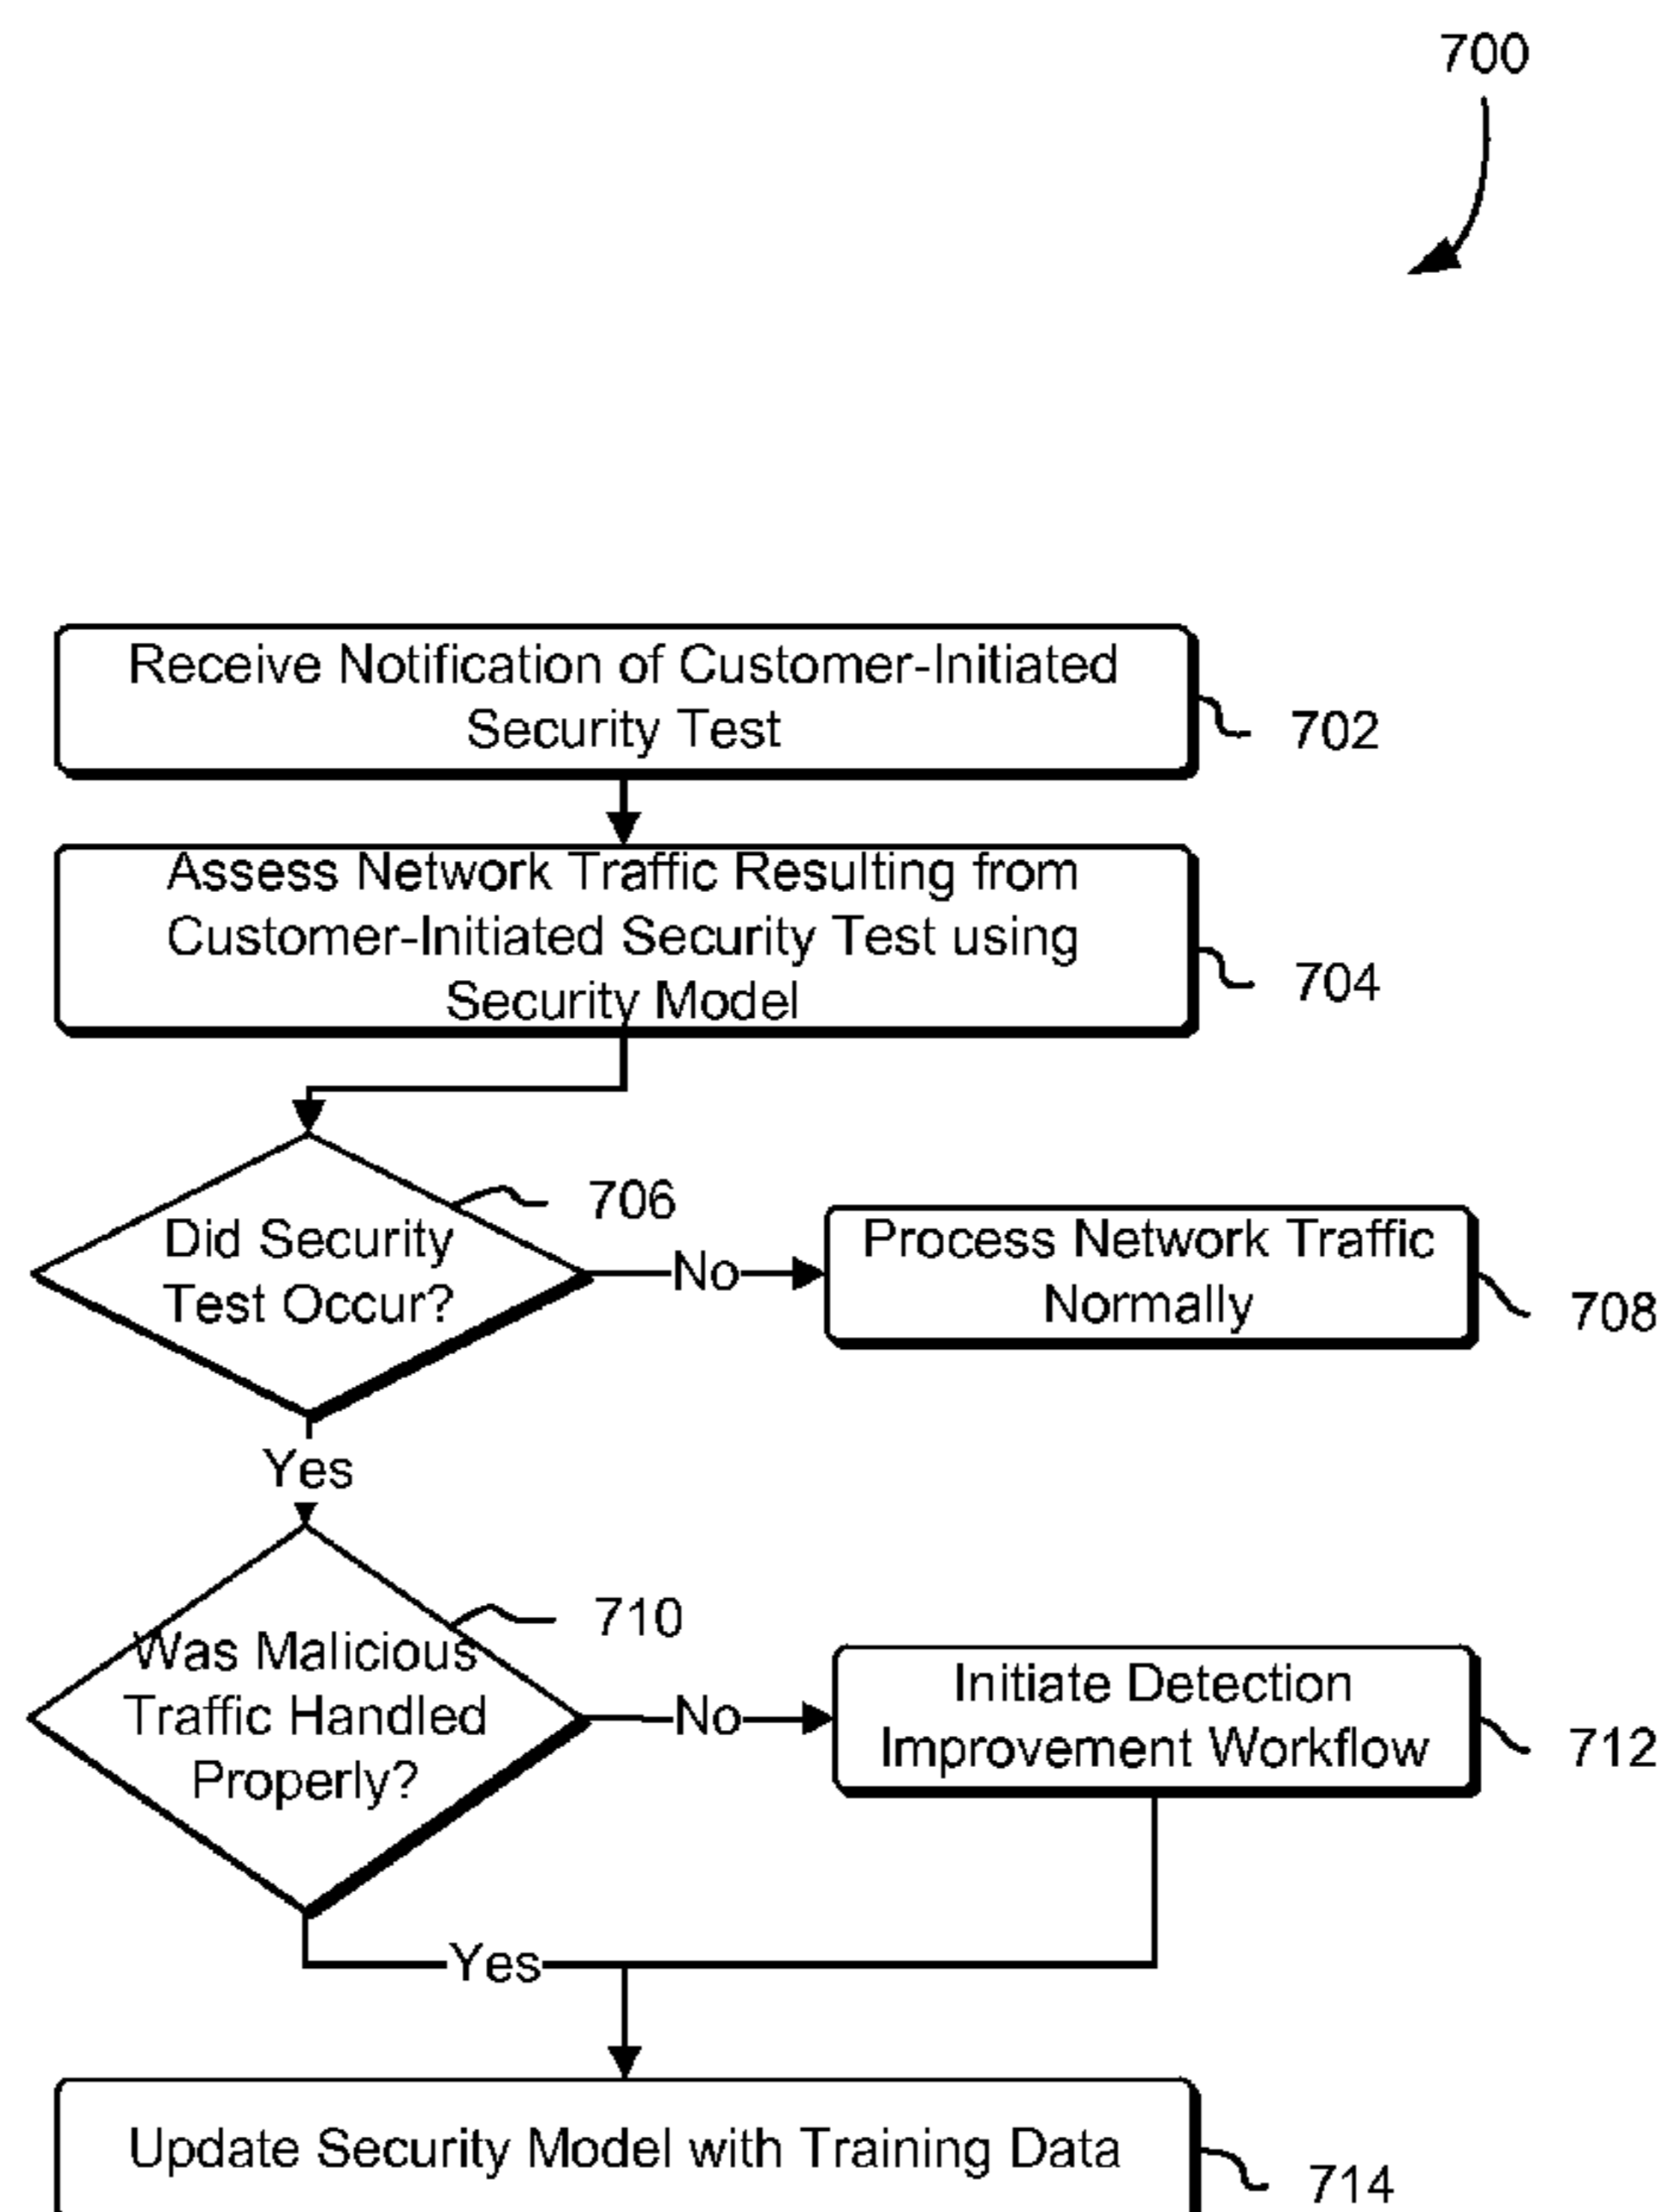 700
Receive Notification of Customer-Initiated
Security Test
702
Assess Network Traffic Resulting from
Customer-Initiated Security Test using
Security Model
704
706
Did Security
Test Occur?
No
Process Network Traffic
Normally
708
Yes
710
Was Malicious
Traffic Handled
Properly?
No
Initiate Detection
Improvement Workflow
712
Yes
Update Security Model with Training Data
714